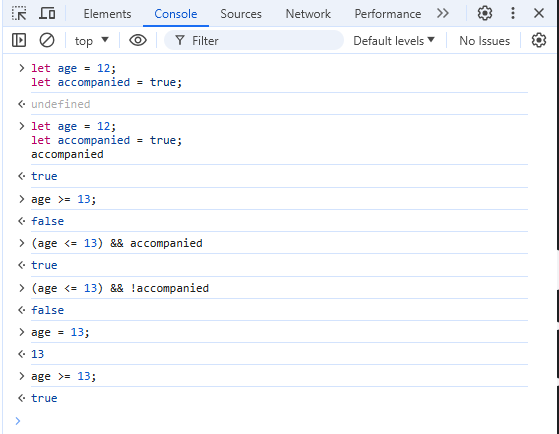 Elements Console Sources Network Performance
top Filter Default levels No Issues
let age = 12;
let accompanied = true;
undefined
let age = 12;
let accompanied = true;
accompanied
true
age >= 13;
false
(age <= 13) && accompanied
true
(age <= 13) && !accompanied
false
age = 13;
13
age >= 13;
true